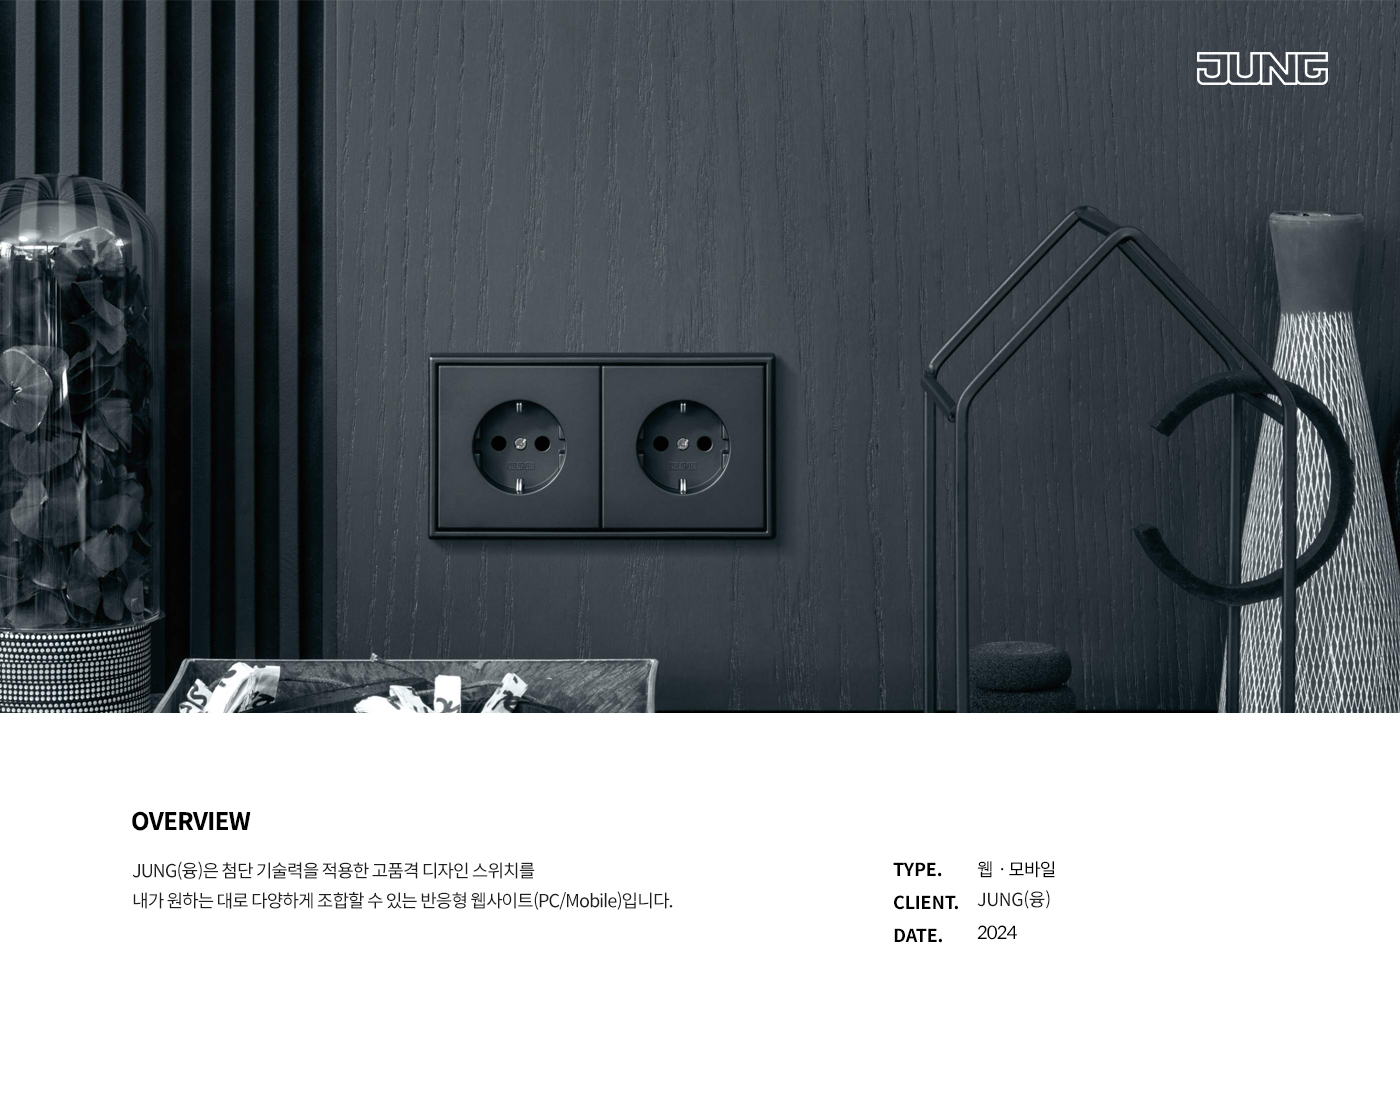 JUNG
OVERVIEW
JUNG(융)은 첨단 기술력을 적용한 고품격 디자인 스위치를
내가 원하는 대로 다양하게 조합할 수 있는 반응형 웹사이트(PC/Mobile)입니다.
TYPE. 웹 · 모바일
CLIENT. JUNG(융)
DATE. 2024